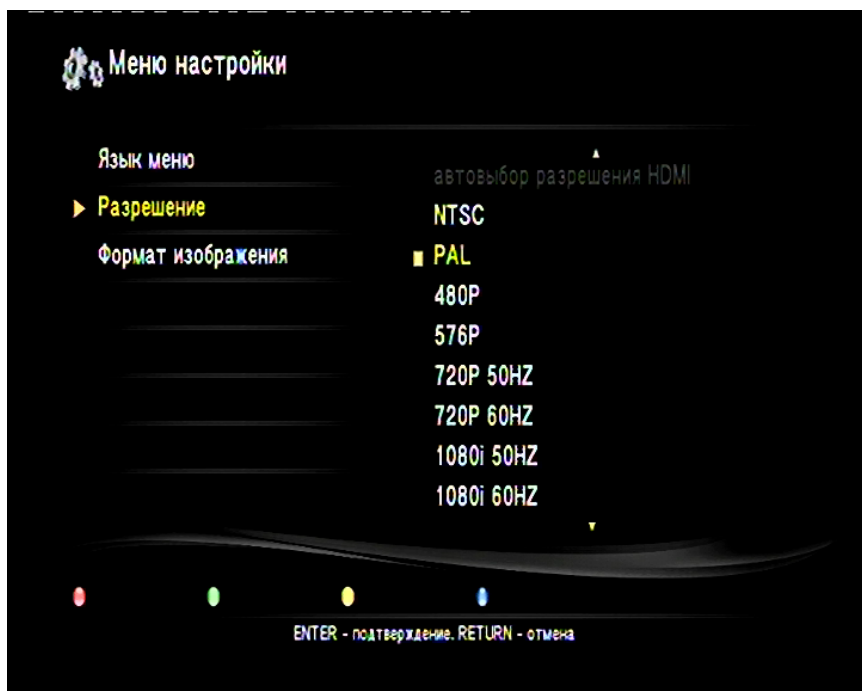 Меню настройки
Язык меню
автовыбор разрешения HDMI
Разрешение
NTSC
Формат изображения
PAL
480P
576P
720P 50HZ
720P 60HZ
1080i 50HZ
1080i 60HZ
ENTER - подтверждение. RETURN - отмена